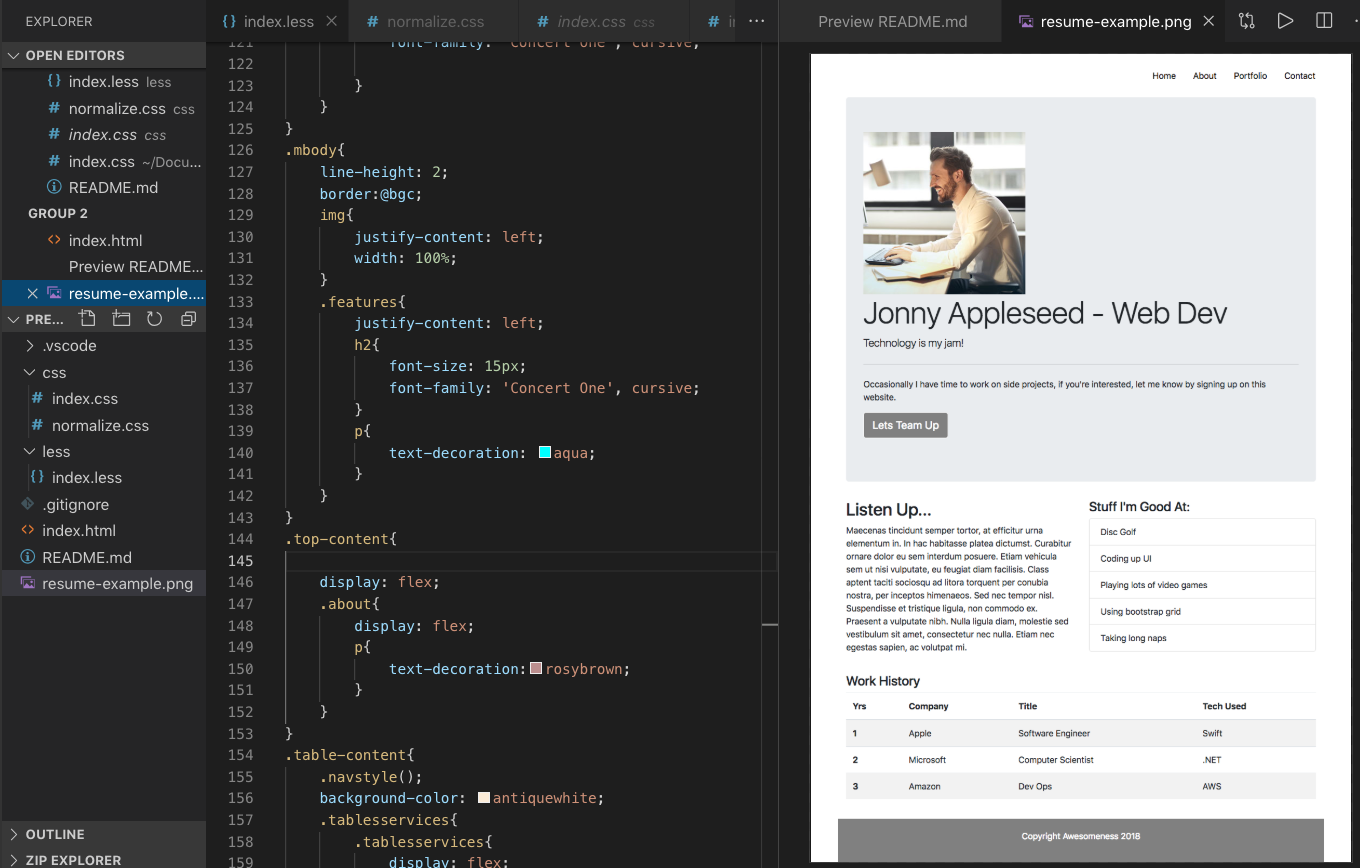 EXPLORER
OPEN EDITORS
index.less less
normalize.css css
index.css css
index.css ~/Docu...
README.md
GROUP 2
index.html
Preview README...
resume-example....
PRE...
.vscode
css
index.css
normalize.css
less
index.less
.gitignore
index.html
README.md
resume-example.png
OUTLINE
ZIP EXPLORER
{} index.less
# normalize.css
# index.css css
#
121 font-family: 'Concert One', cursive;
122
123 }
124 }
125 }
126 .mbody{
127 line-height: 2;
128 border:@bgc;
129 img{
130 justify-content: left;
131 width: 100%;
132 }
133 .features{
134 justify-content: left;
135 h2{
136 font-size: 15px;
137 font-family: 'Concert One', cursive;
138 }
139 p{
140 text-decoration: aqua;
141 }
142 }
143 }
144 .top-content{
145
146 display: flex;
147 .about{
148 display: flex;
149 p{
150 text-decoration: rosybrown;
151 }
152 }
153 }
154 .table-content{
155 .navstyle();
156 background-color: antiquewhite;
157 .tablesservices{
158 .tablesservices{
159 display: flex;
Preview README.md
resume-example.png
Home About Portfolio Contact
Jonny Appleseed - Web Dev
Technology is my jam!
Occasionally I have time to work on side projects, if you're interested, let me know by signing up on this
website.
Lets Team Up
Listen Up...
Maecenas tincidunt semper tortor, at efficitur urna
elementum in. In hac habitasse platea dictumst. Curabitur
ornare dolor eu sem interdum posuere. Etiam vehicula
sem ut nisi vulputate, eu feugiat diam facilisis. Class
aptent taciti sociosqu ad litora torquent per conubia
nostra, per inceptos himenaeos. Sed nec tempor nisl.
Suspendisse et tristique ligula, non commodo ex.
Praesent a vulputate nibh. Nulla ligula diam, molestie sed
vestibulum sit amet, consectetur nec nulla. Etiam nec
egestas sapien, ac volutpat mi.
Stuff I'm Good At:
Disc Golf
Coding up UI
Playing lots of video games
Using bootstrap grid
Taking long naps
Work History
Yrs Company Title Tech Used
1 Apple Software Engineer Swift
2 Microsoft Computer Scientist .NET
3 Amazon Dev Ops AWS
Copyright Awesomeness 2018